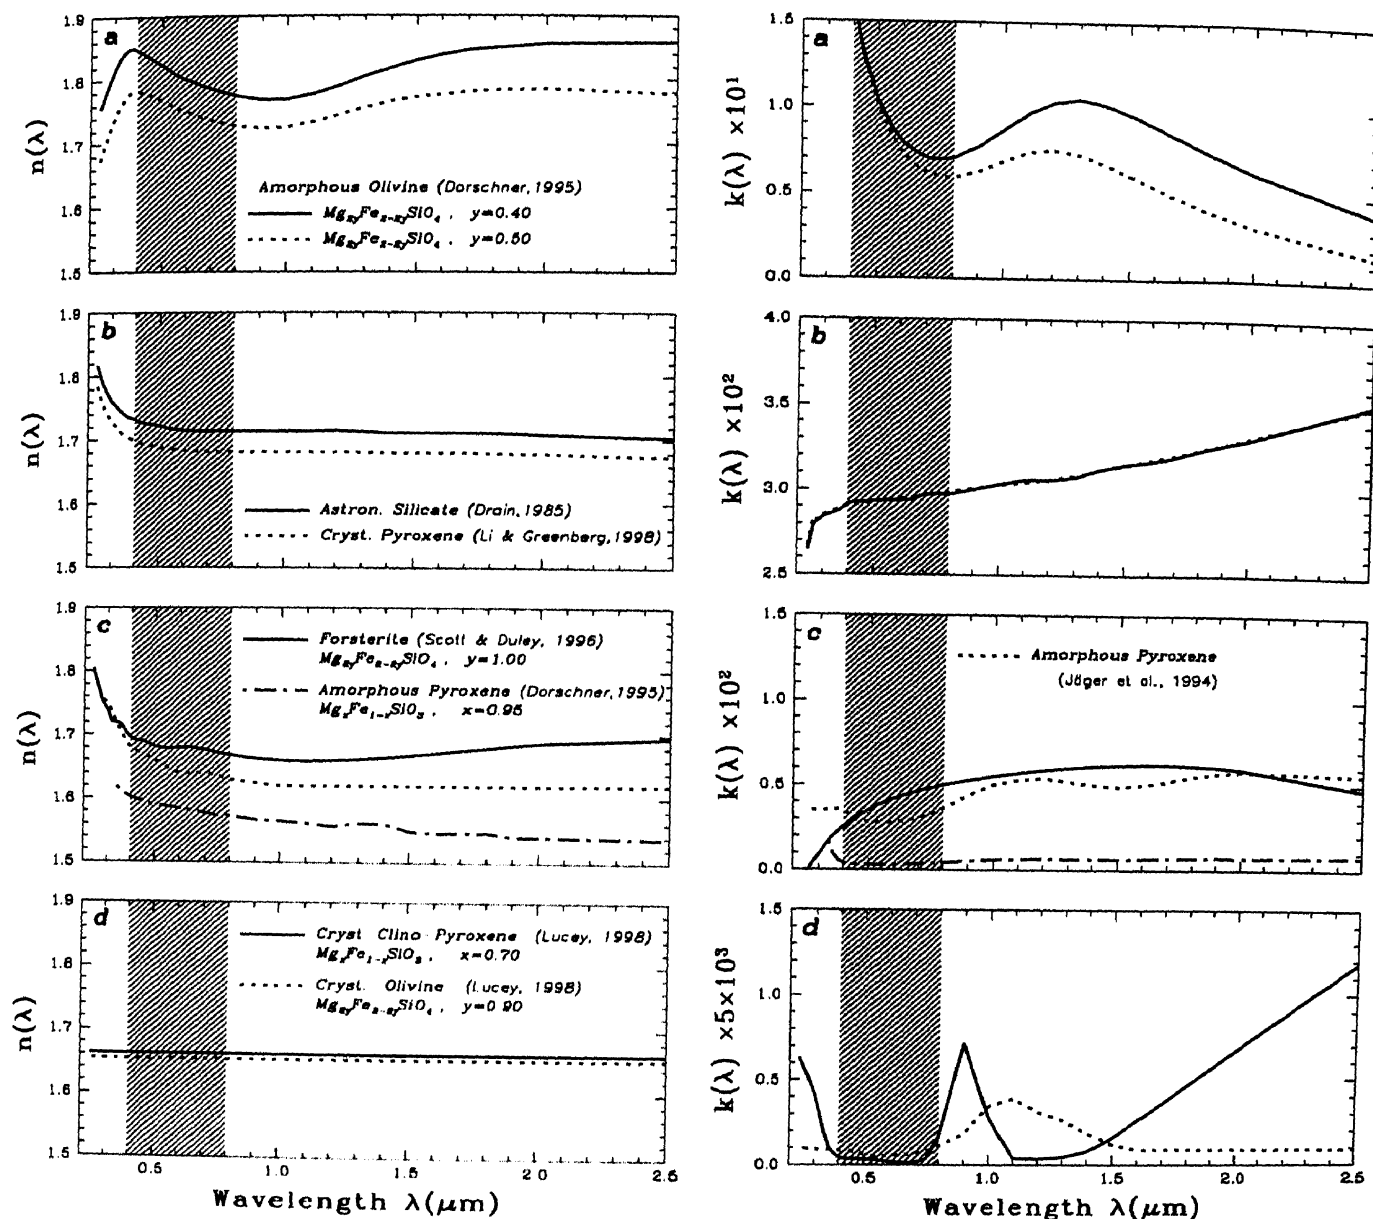 1.9
1.8
1.7
1.6
1.5
n(λ)
a
Amorphous Olivine (Dorschner, 1995)
Mg2yFe2-2ySiO4 , y=0.40
Mg2yFe2-2ySiO4 , y=0.50
1.9
1.8
1.7
1.6
1.5
n(λ)
b
Astron. Silicate (Drain, 1985)
Cryst. Pyroxene (Li & Greenberg, 1998)
1.9
1.8
1.7
1.6
1.5
n(λ)
c
Forsterite (Scott & Duley, 1996)
Mg2yFe2-2ySiO4 , y=1.00
Amorphous Pyroxene (Dorschner, 1995)
MgxFe1-xSiO3 , x=0.95
1.9
1.8
1.7
1.6
1.5
n(λ)
d
Cryst Clino Pyroxene (Lucey, 1998)
MgxFe1-xSiO3 , x=0.70
Cryst. Olivine (Lucey, 1998)
Mg2yFe2-2ySiO4 , y=0.90
0.5 1.0 1.5 2.0 2.5
Wavelength λ(μm)
1.5
1.0
0.5
0.0
k(λ) ×10¹
a
4.0
3.5
3.0
2.5
k(λ) ×10²
b
1.5
1.0
0.5
0.0
k(λ) ×10²
c
Amorphous Pyroxene
(Jäger et al., 1994)
1.5
1.0
0.5
0.0
k(λ) ×5×10³
d
0.5 1.0 1.5 2.0 2.5
Wavelength λ(μm)